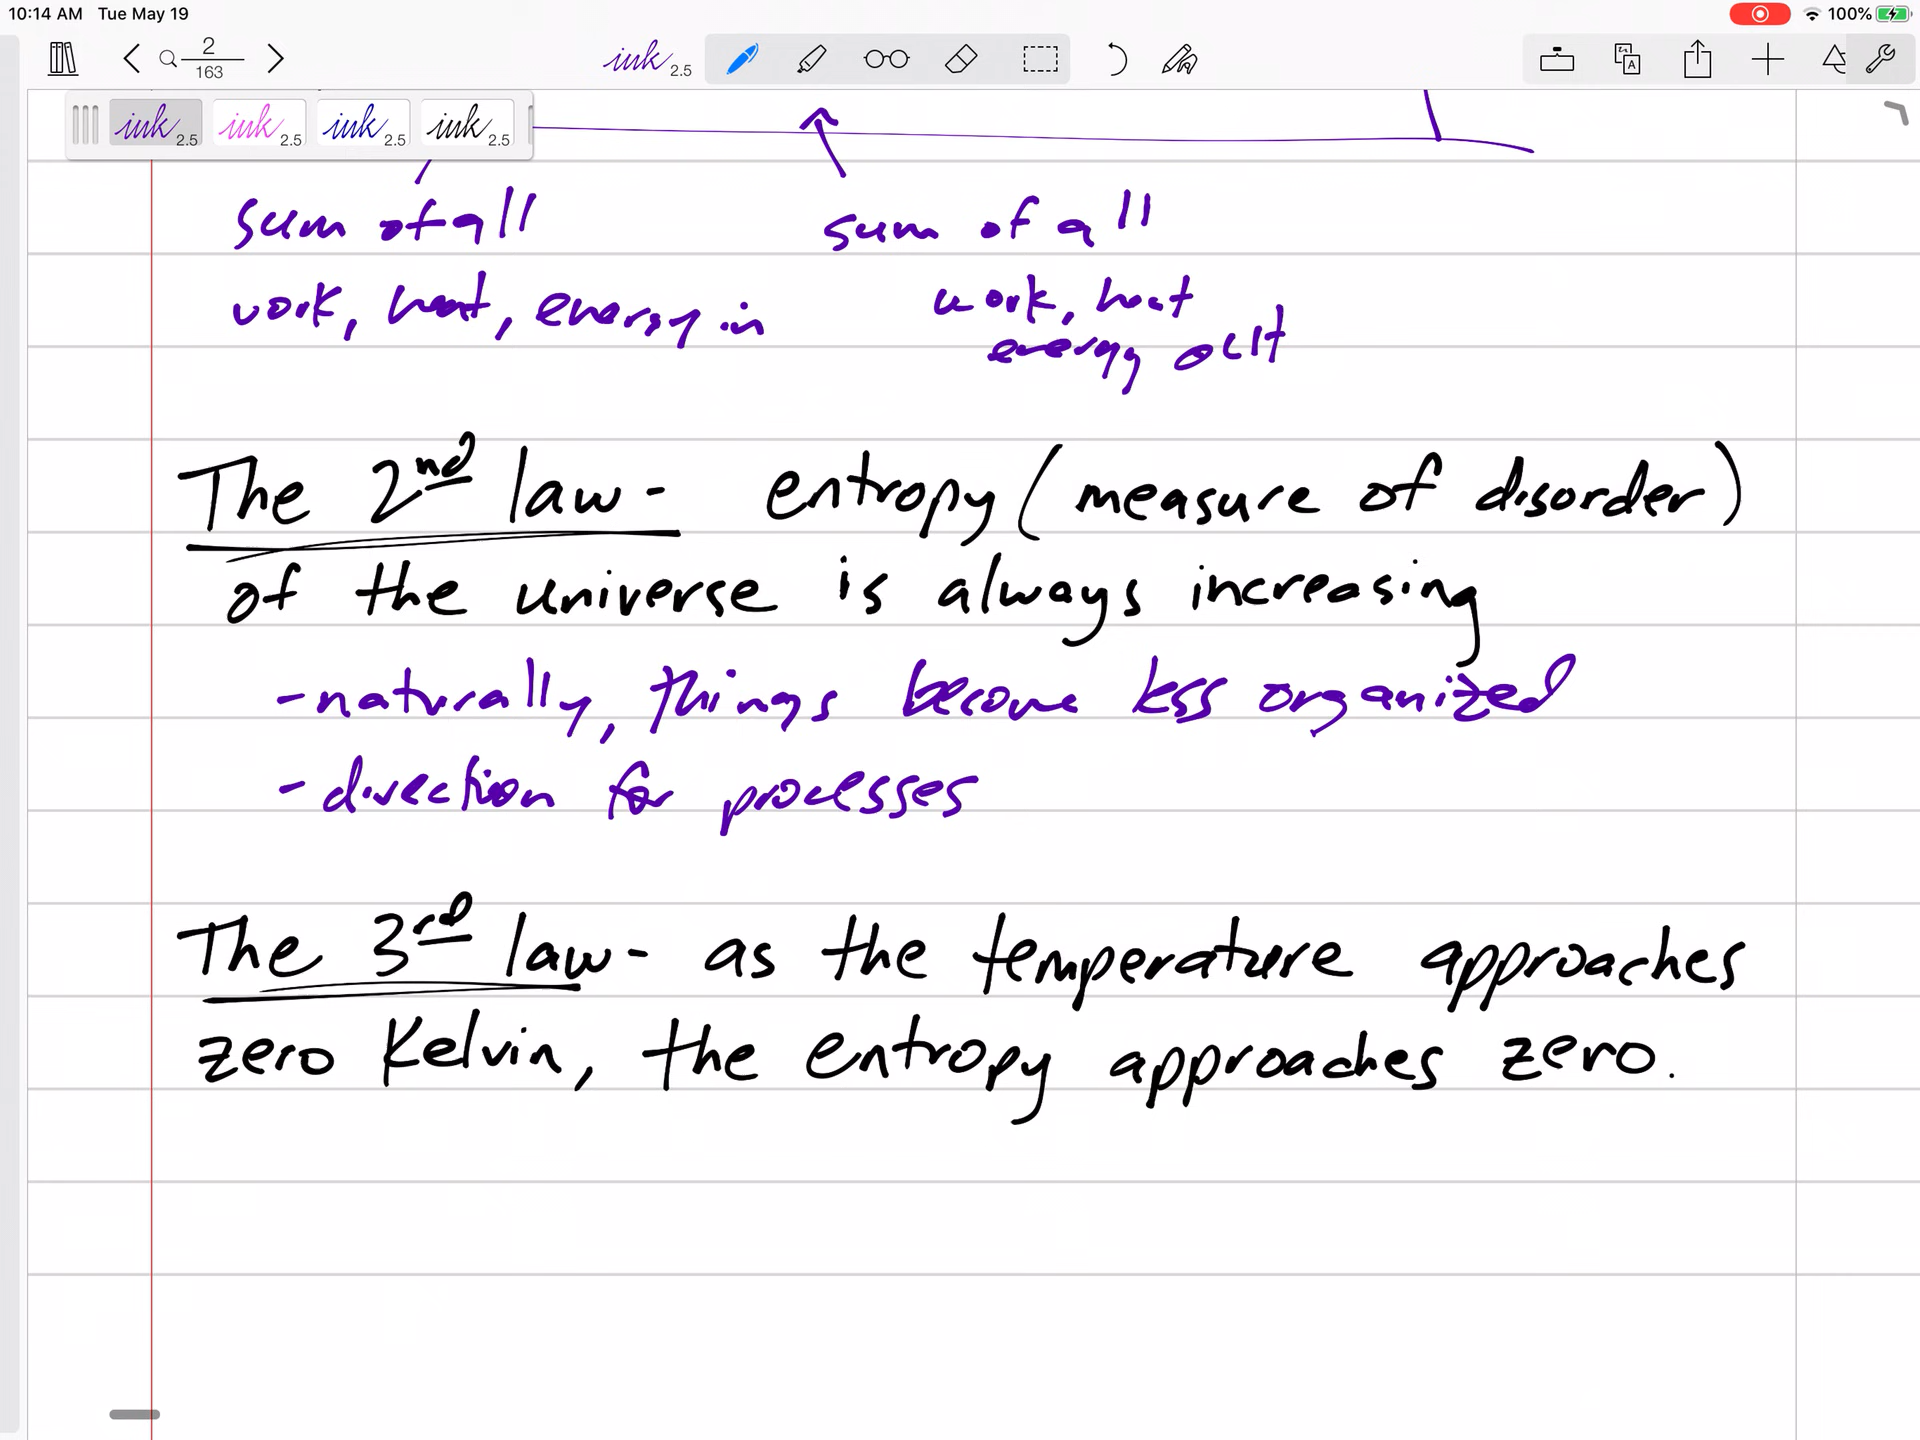 10:14 AM Tue May 19
100%
2
163
ink 2.5
ink 2.5 ink 2.5 ink 2.5 ink 2.5
sum of all
work, heat, energy in
sum of all
work, heat
energy out
The 2nd law - entropy (measure of disorder)
of the universe is always increasing
- naturally, things become less organized
- direction for processes
The 3rd law - as the temperature approaches
zero Kelvin, the entropy approaches zero.